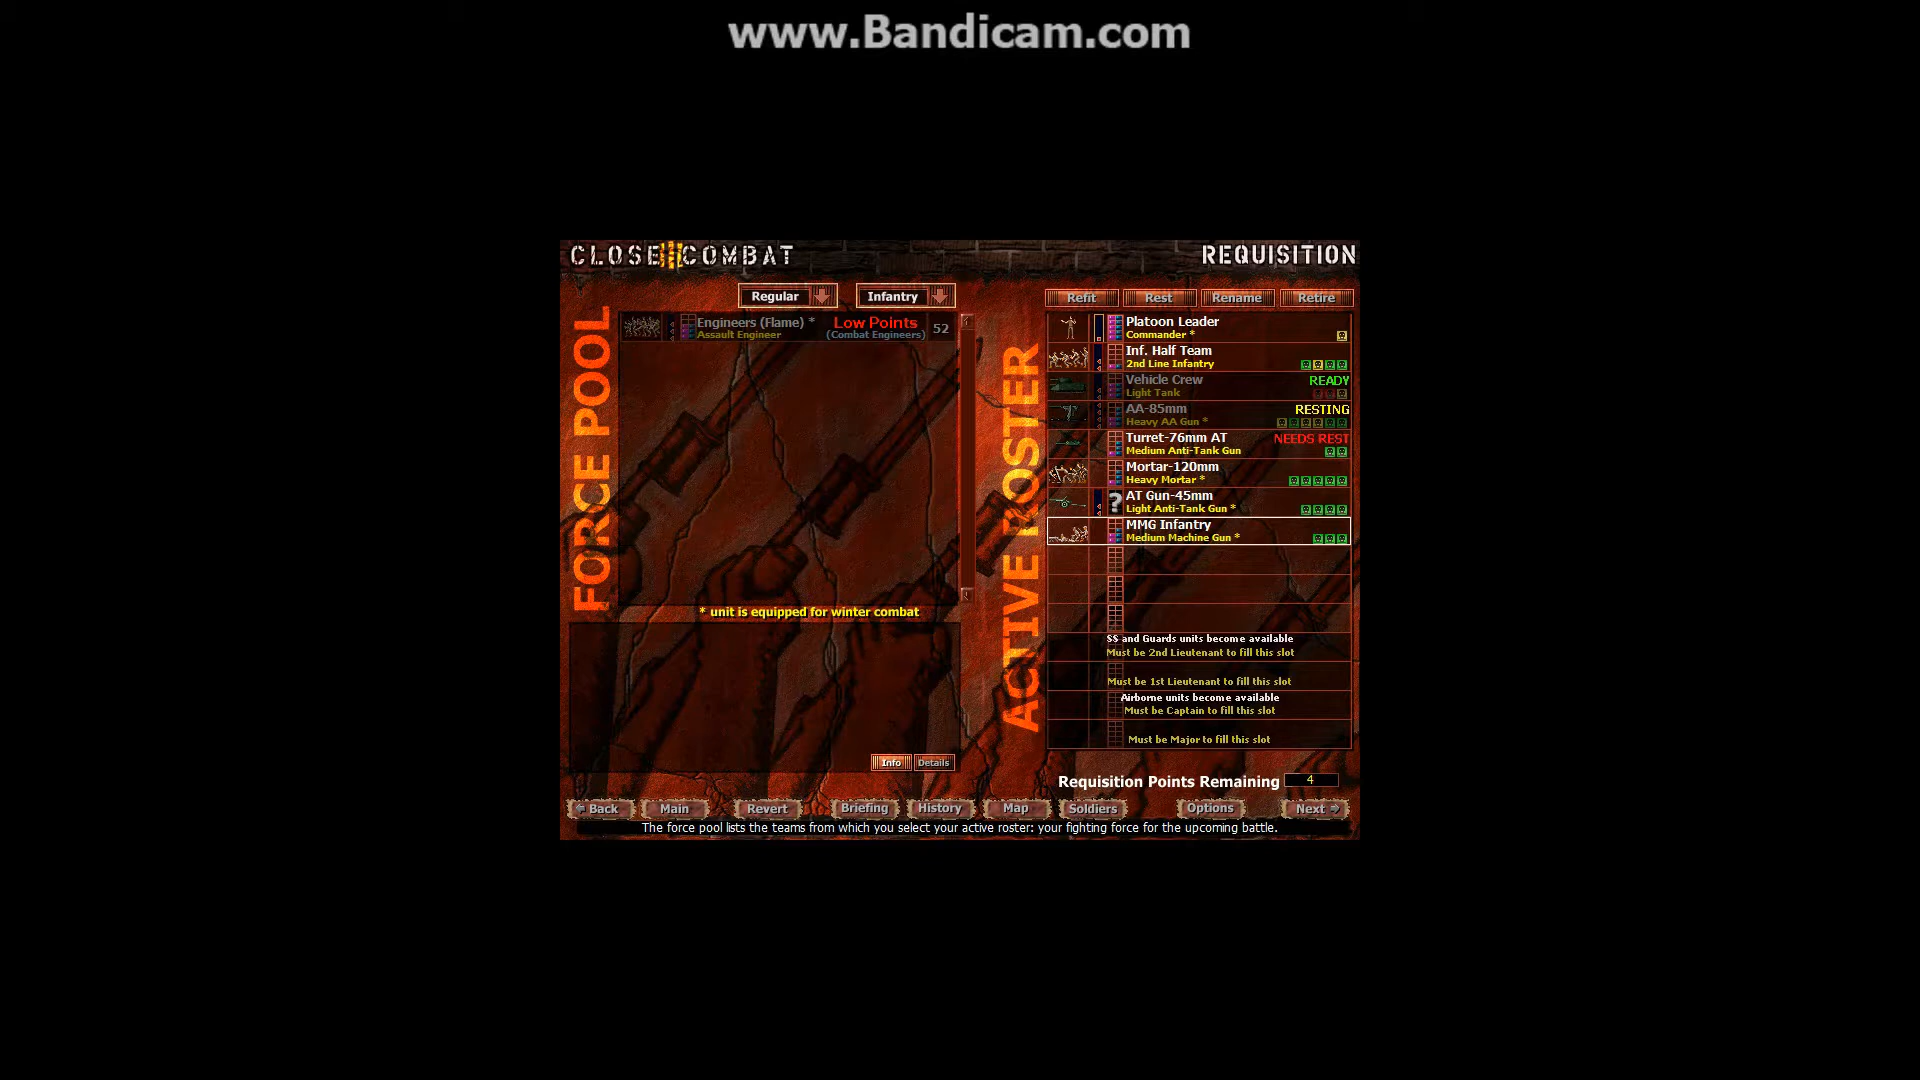 www.Bandicam.com
CLOSE COMBAT
REQUISITION
Regular
Infantry
Refit
Rest
Rename
Retire
FORCE POOL
Engineers (Flame) *
Assault Engineer
Low Points
(Combat Engineers)
52
* unit is equipped for winter combat
Info
Details
ACTIVE ROSTER
Platoon Leader
Commander *
Inf. Half Team
2nd Line Infantry
Vehicle Crew
READY
Light Tank
AA-85mm
RESTING
Heavy AA Gun *
Turret-76mm AT
NEEDS REST
Medium Anti-Tank Gun
Mortar-120mm
Heavy Mortar *
?
AT Gun-45mm
Light Anti-Tank Gun *
MMG Infantry
Medium Machine Gun *
SS and Guards units become available
Must be 2nd Lieutenant to fill this slot
Must be 1st Lieutenant to fill this slot
Airborne units become available
Must be Captain to fill this slot
Must be Major to fill this slot
Requisition Points Remaining 4
Back
Main
Revert
Briefing
History
Map
Soldiers
Options
Next
The force pool lists the teams from which you select your active roster: your fighting force for the upcoming battle.